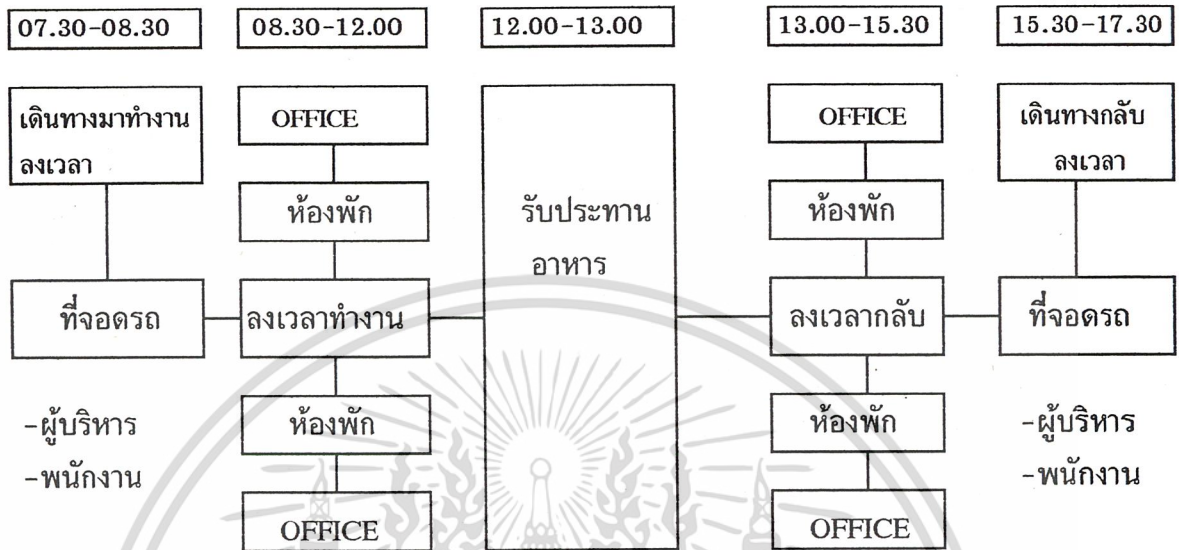 07.30-08.30
08.30-12.00
12.00-13.00
13.00-15.30
15.30-17.30
เดินทางมาทำงาน
ลงเวลา
OFFICE
OFFICE
เดินทางกลับ
ลงเวลา
ห้องพัก
รับประทาน
อาหาร
ห้องพัก
ที่จอดรถ
ลงเวลาทำงาน
ลงเวลากลับ
ที่จอดรถ
-ผู้บริหาร
-พนักงาน
ห้องพัก
ห้องพัก
-ผู้บริหาร
-พนักงาน
OFFICE
OFFICE